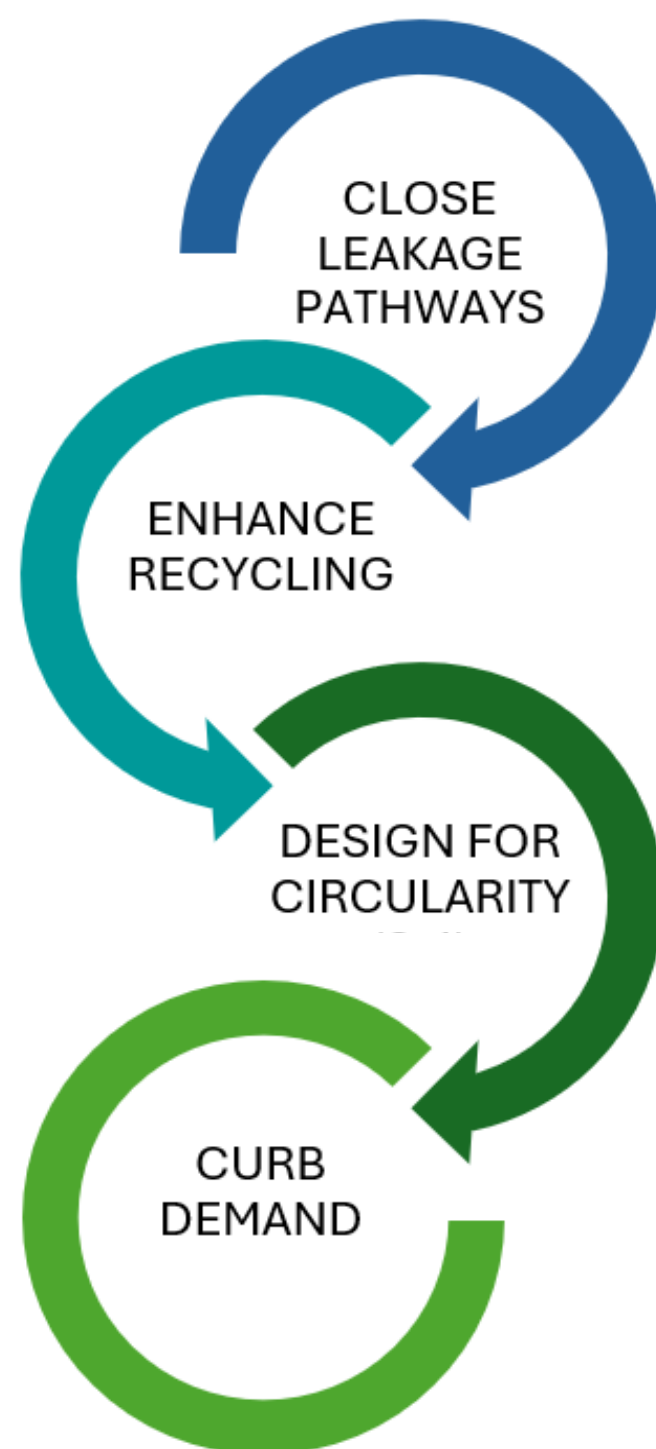 CLOSE
LEAKAGE
PATHWAYS
ENHANCE
RECYCLING
DESIGN FOR
CIRCULARITY
CURB
DEMAND